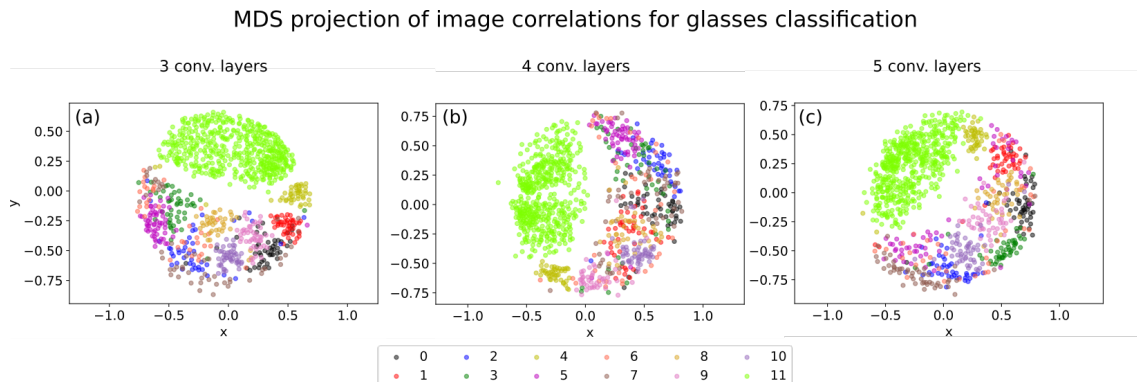 MDS projection of image correlations for glasses classification
3 conv. layers
4 conv. layers
5 conv. layers
(a)
0.50
0.25
0.00
−0.25
−0.50
−0.75
y
−1.0 −0.5 0.0 0.5 1.0
x
(b)
0.75
0.50
0.25
0.00
−0.25
−0.50
−0.75
−1.0 −0.5 0.0 0.5 1.0
x
(c)
0.75
0.50
0.25
0.00
−0.25
−0.50
−0.75
−1.0 −0.5 0.0 0.5 1.0
x
0 2 4 6 8 10
1 3 5 7 9 11